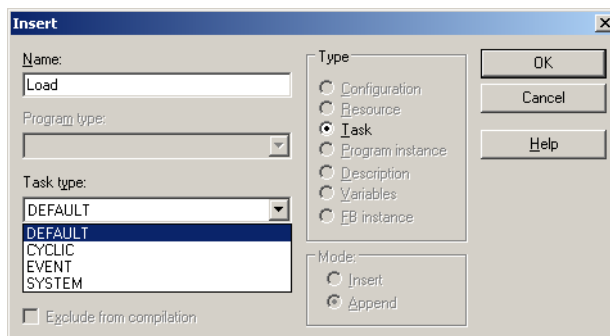 Insert
Name:
Load
Program type:
Task type:
DEFAULT
DEFAULT
CYCLIC
EVENT
SYSTEM
Exclude from compilation
Type
Configuration
Resource
Task
Program instance
Description
Variables
FB instance
Mode:
Insert
Append
OK
Cancel
Help